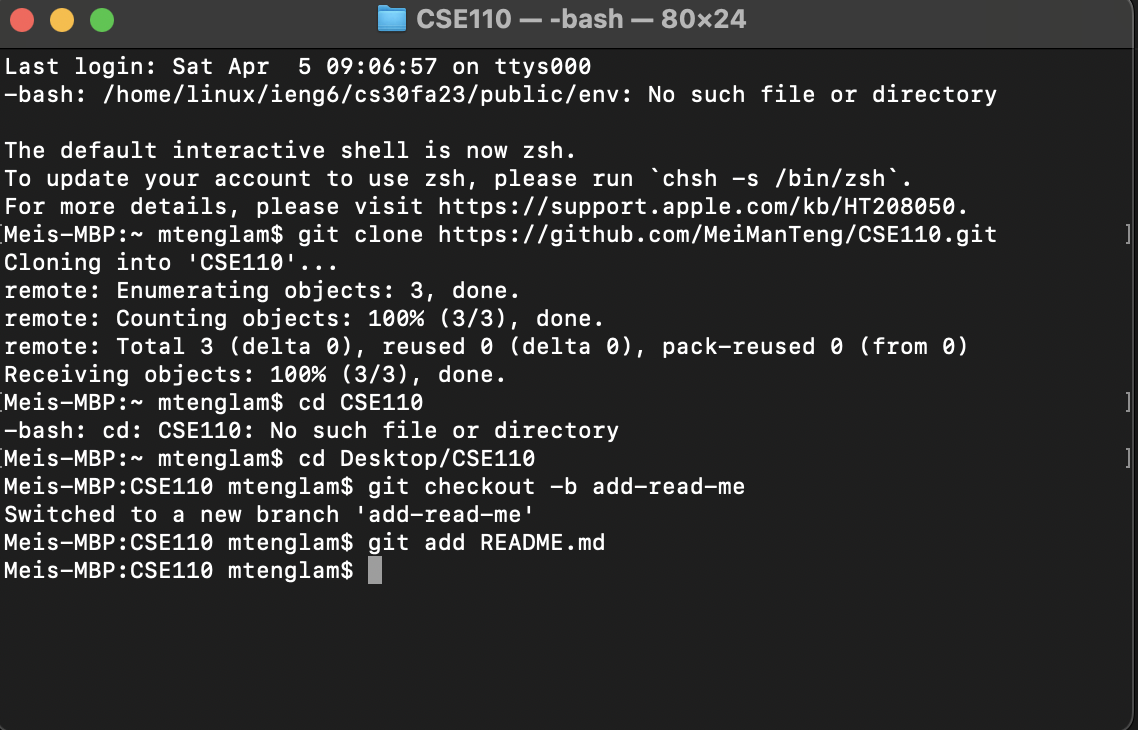 CSE110 — -bash — 80×24
Last login: Sat Apr  5 09:06:57 on ttys000
-bash: /home/linux/ieng6/cs30fa23/public/env: No such file or directory
The default interactive shell is now zsh.
To update your account to use zsh, please run `chsh -s /bin/zsh`.
For more details, please visit https://support.apple.com/kb/HT208050.
[Meis-MBP:~ mtenglam$ git clone https://github.com/MeiManTeng/CSE110.git ]
Cloning into 'CSE110'...
remote: Enumerating objects: 3, done.
remote: Counting objects: 100% (3/3), done.
remote: Total 3 (delta 0), reused 0 (delta 0), pack-reused 0 (from 0)
Receiving objects: 100% (3/3), done.
[Meis-MBP:~ mtenglam$ cd CSE110 ]
-bash: cd: CSE110: No such file or directory
[Meis-MBP:~ mtenglam$ cd Desktop/CSE110 ]
Meis-MBP:CSE110 mtenglam$ git checkout -b add-read-me
Switched to a new branch 'add-read-me'
Meis-MBP:CSE110 mtenglam$ git add README.md
Meis-MBP:CSE110 mtenglam$